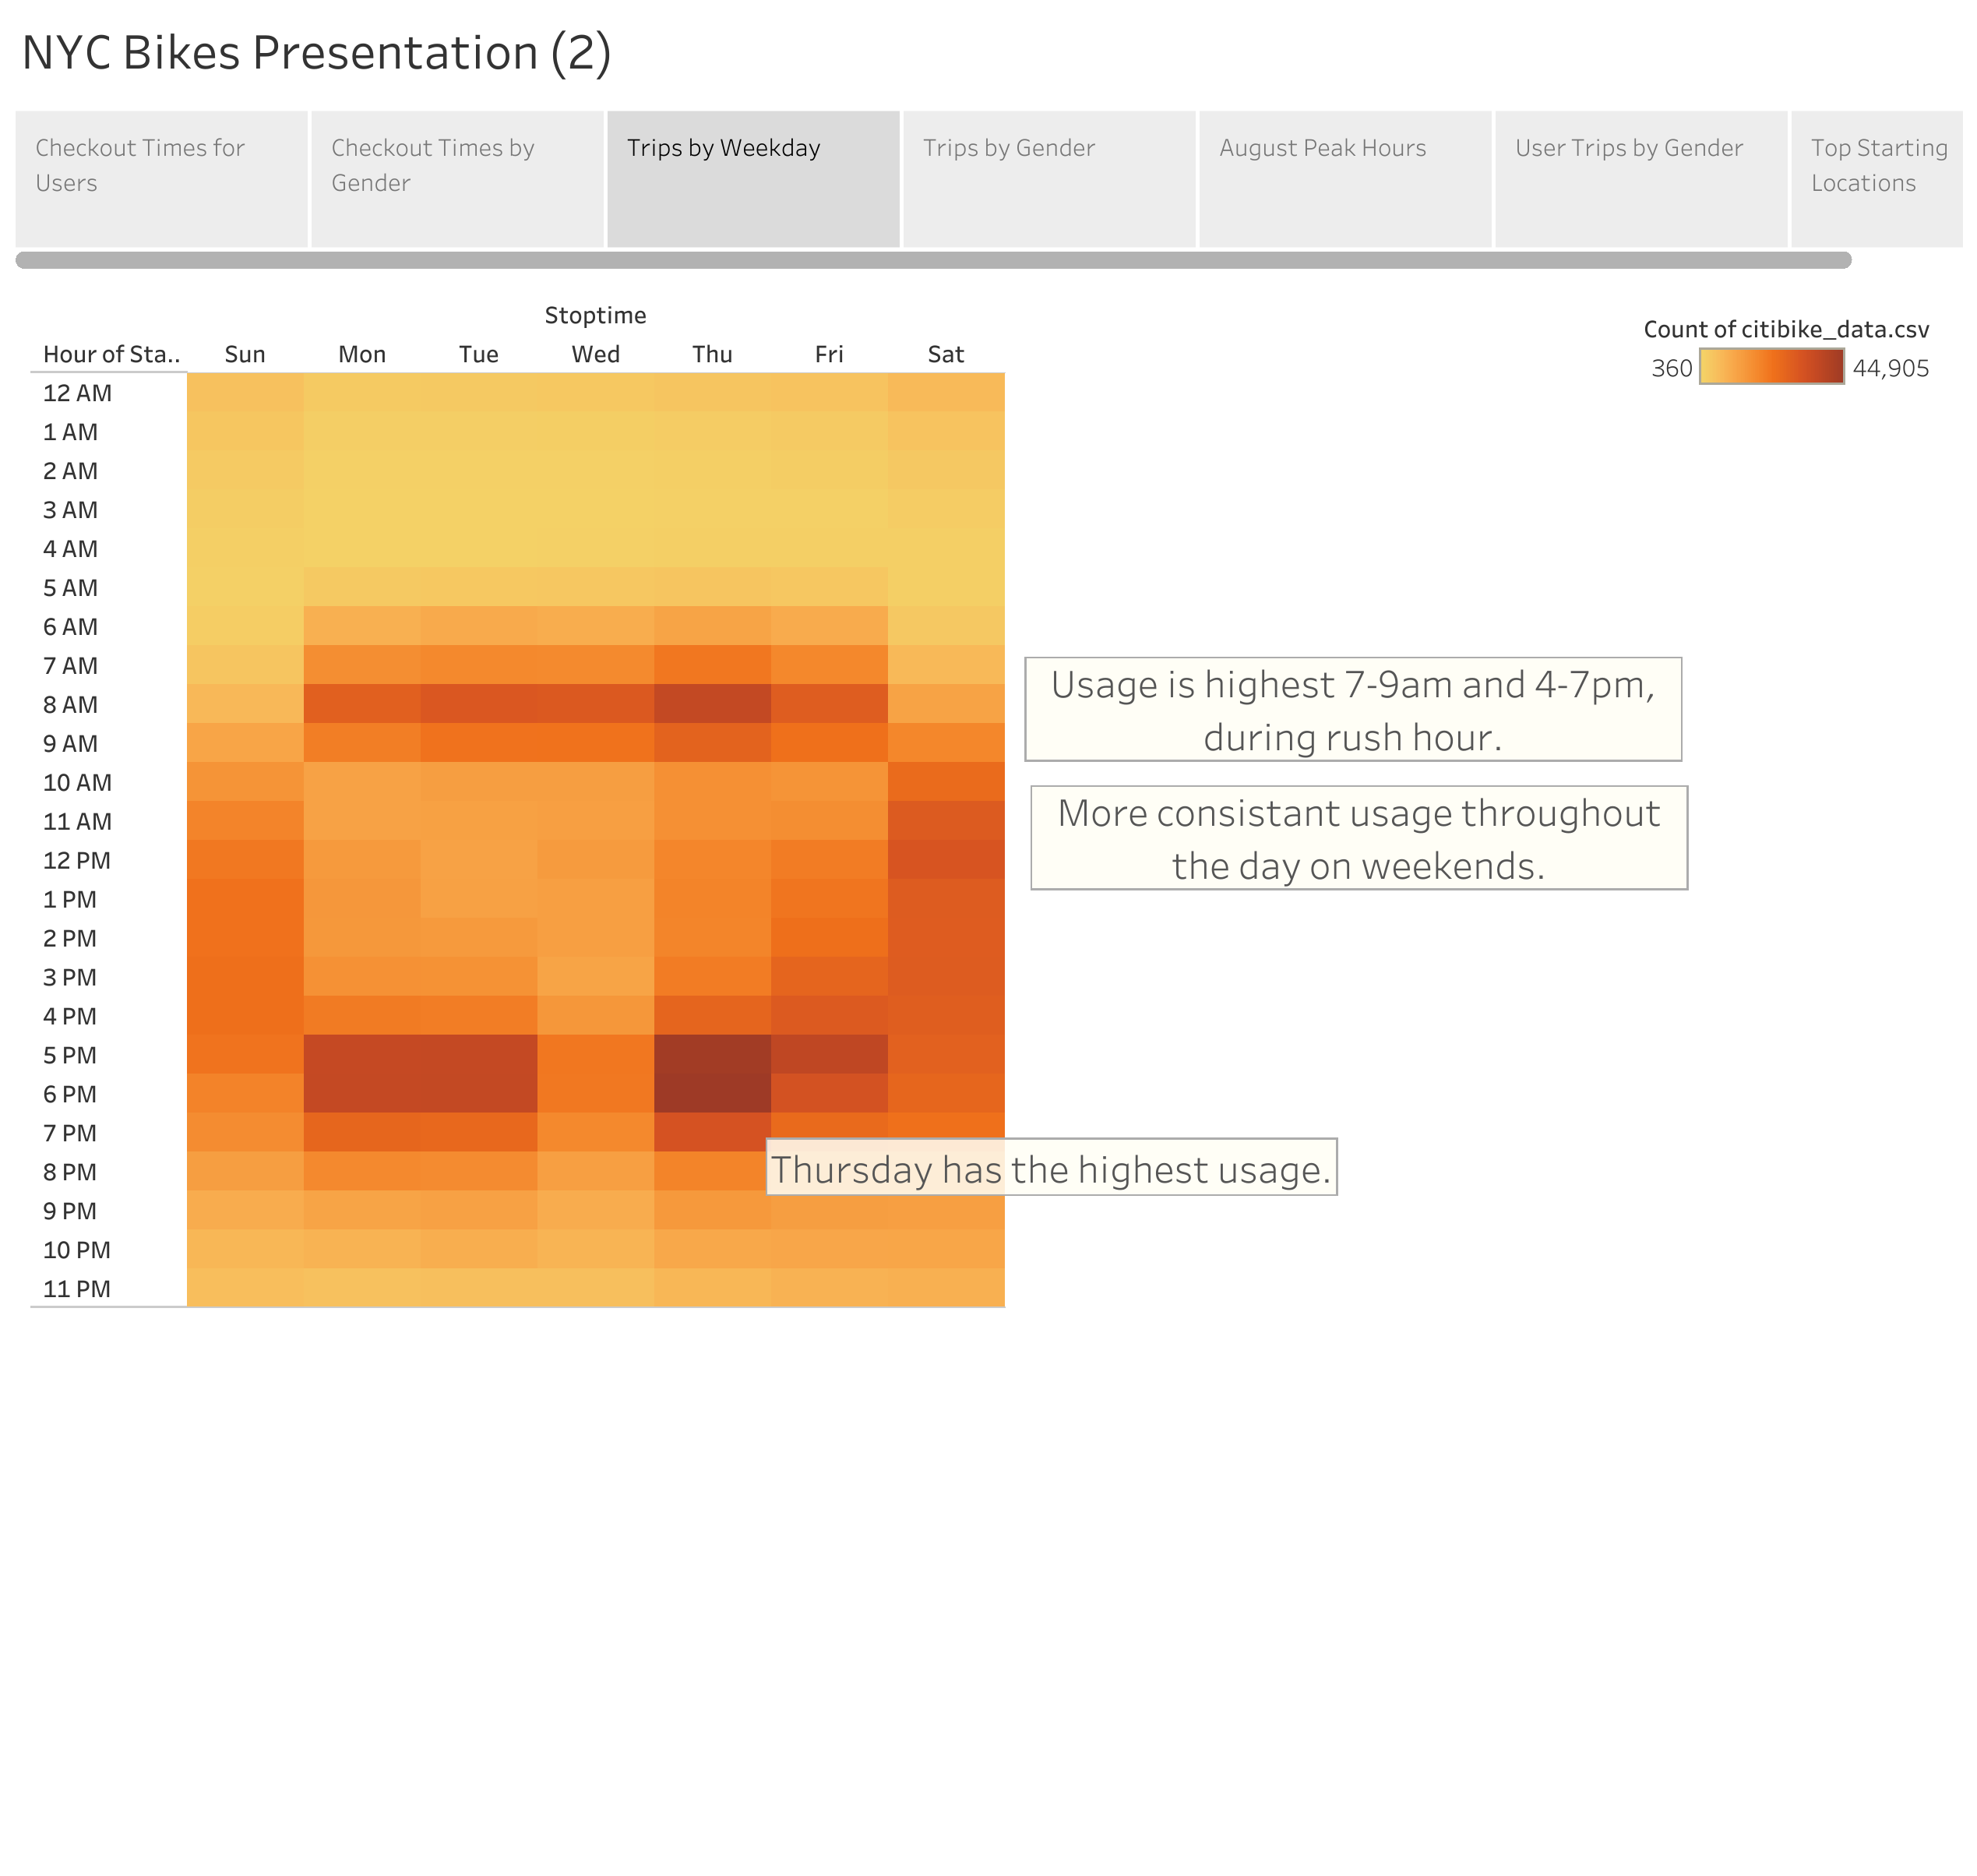 NYC Bikes Presentation (2)
Checkout Times for
Users
Checkout Times by
Gender
Trips by Weekday
Trips by Gender
August Peak Hours
User Trips by Gender
Top Starting
Locations
Stoptime
Hour of Sta.. Sun Mon Tue Wed Thu Fri Sat
Count of citibike_data.csv
360 44,905
12 AM
1 AM
2 AM
3 AM
4 AM
5 AM
6 AM
7 AM
8 AM
9 AM
10 AM
11 AM
12 PM
1 PM
2 PM
3 PM
4 PM
5 PM
6 PM
7 PM
8 PM
9 PM
10 PM
11 PM
Usage is highest 7-9am and 4-7pm,
during rush hour.
More consistant usage throughout
the day on weekends.
Thursday has the highest usage.